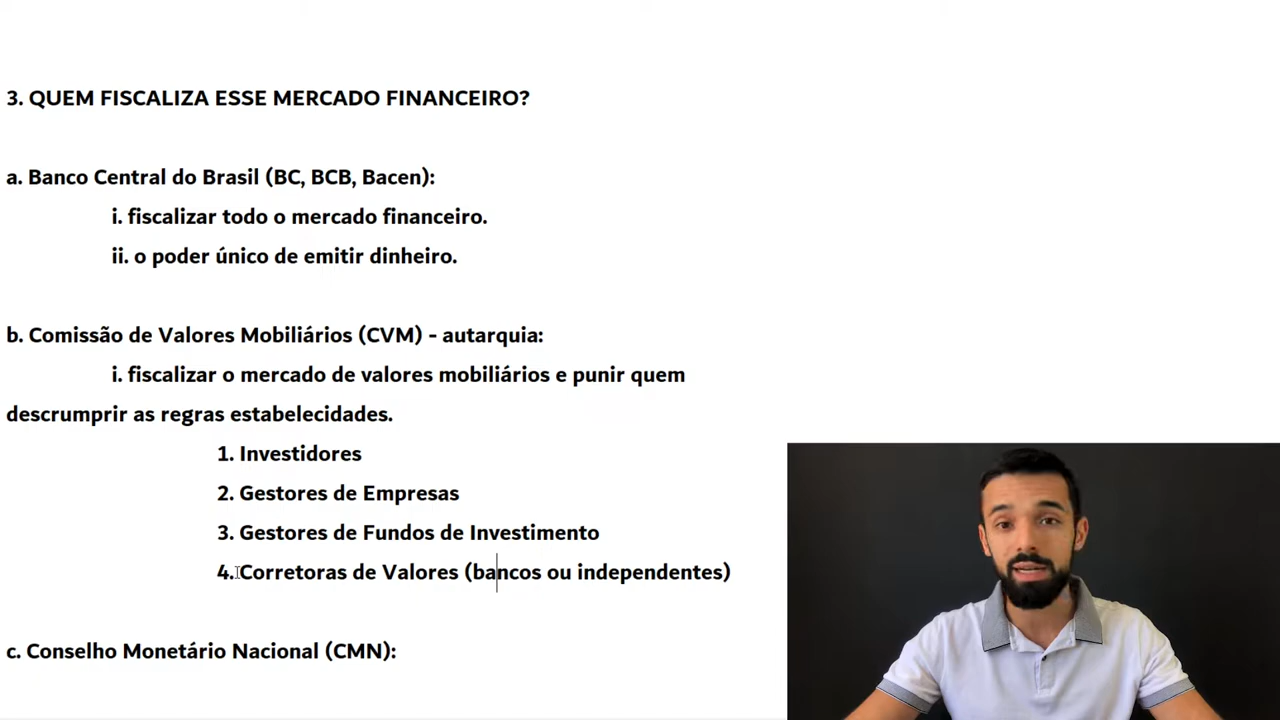 3. QUEM FISCALIZA ESSE MERCADO FINANCEIRO?
a. Banco Central do Brasil (BC, BCB, Bacen):
i. fiscalizar todo o mercado financeiro.
ii. o poder único de emitir dinheiro.
b. Comissão de Valores Mobiliários (CVM) - autarquia:
i. fiscalizar o mercado de valores mobiliários e punir quem
descrumprir as regras estabelecidades.
1. Investidores
2. Gestores de Empresas
3. Gestores de Fundos de Investimento
4. Corretoras de Valores (bancos ou independentes)
c. Conselho Monetário Nacional (CMN):